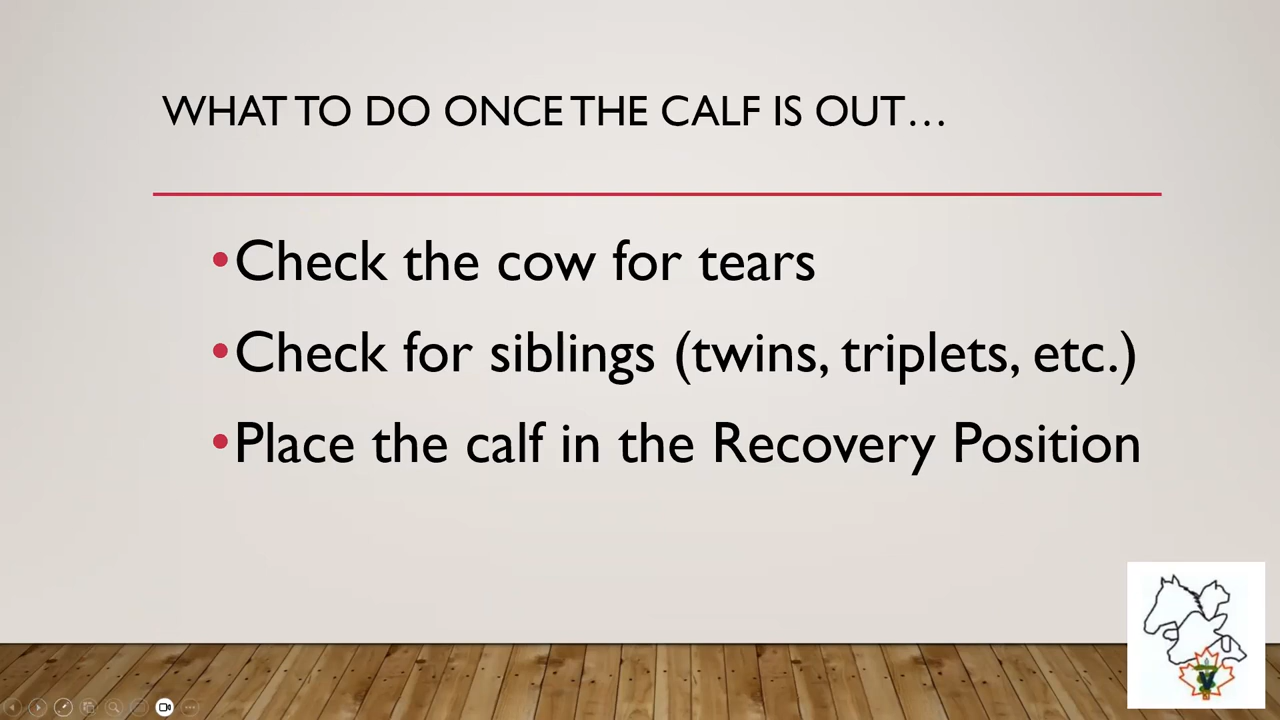 WHAT TO DO ONCE THE CALF IS OUT…
•Check the cow for tears
•Check for siblings (twins, triplets, etc.)
•Place the calf in the Recovery Position